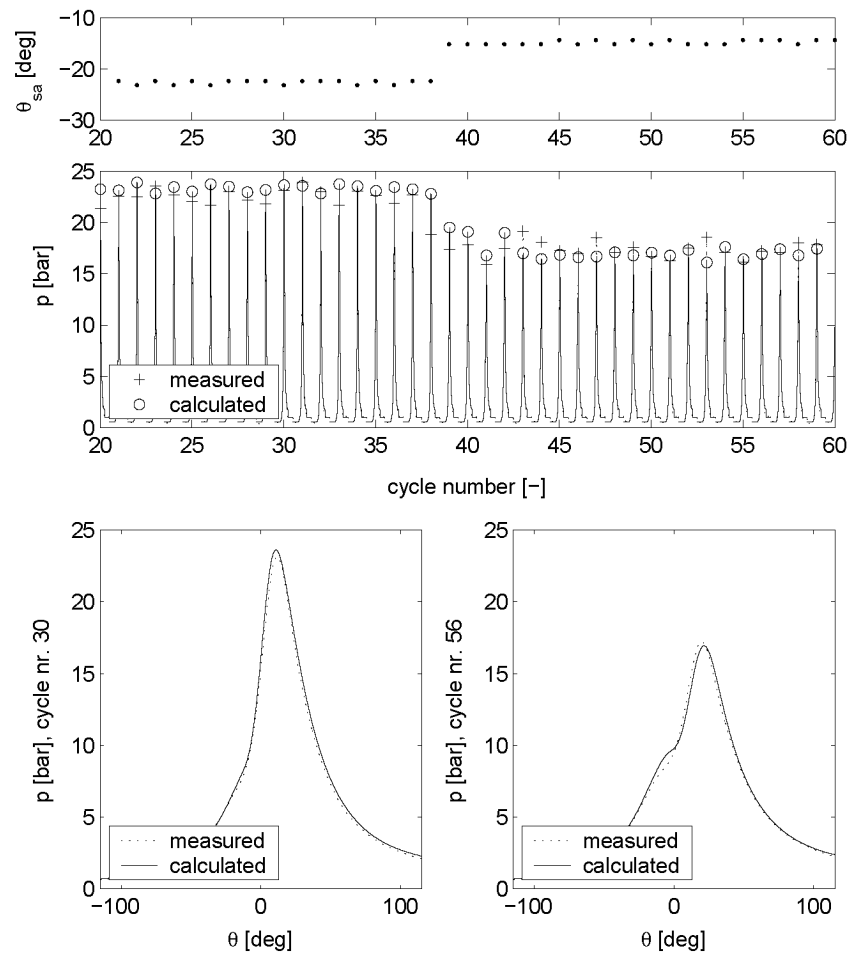 −10
−20
−30
θsa [deg]
20 25 30 35 40 45 50 55 60
25
20
15
10
5
0
p [bar]
measured
calculated
20 25 30 35 40 45 50 55 60
cycle number [−]
25
20
15
10
5
0
p [bar], cycle nr. 30
measured
calculated
−100 0 100
θ [deg]
25
20
15
10
5
0
p [bar], cycle nr. 56
measured
calculated
−100 0 100
θ [deg]